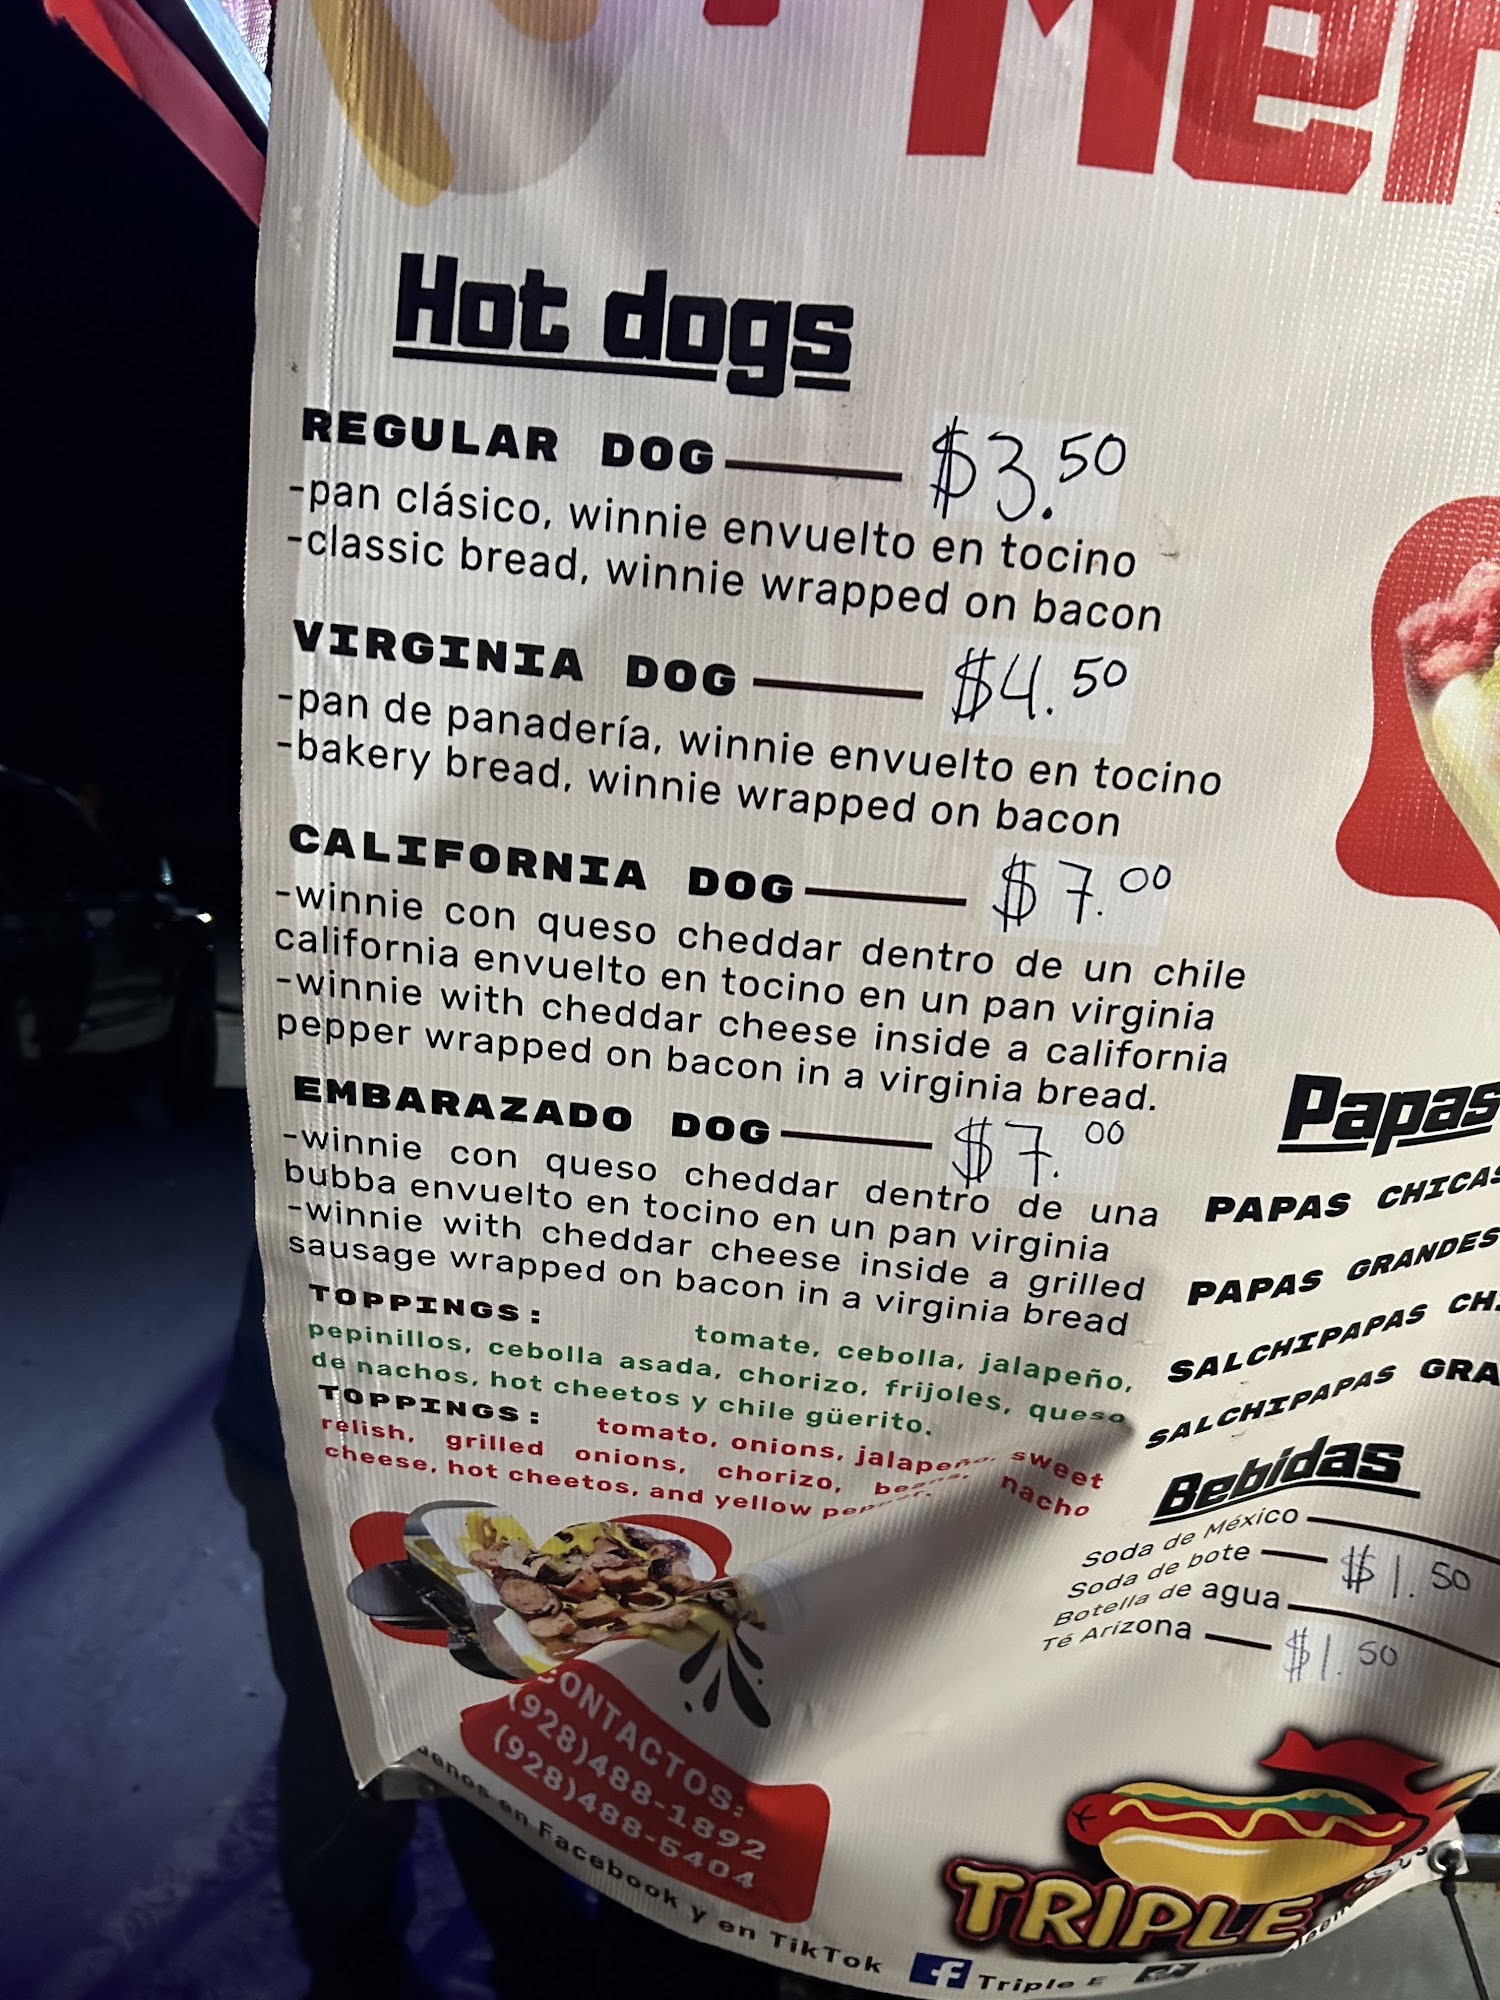 Hot dogs
REGULAR DOG $3.50
-pan clásico, winnie envuelto en tocino
-classic bread, winnie wrapped on bacon
VIRGINIA DOG $4.50
-pan de panadería, winnie envuelto en tocino
-bakery bread, winnie wrapped on bacon
CALIFORNIA DOG $7.00
-winnie con queso cheddar dentro de un chile
california envuelto en tocino en un pan virginia
-winnie with cheddar cheese inside a california
pepper wrapped on bacon in a virginia bread.
EMBARAZADO DOG $7.00
-winnie con queso cheddar dentro de una
bubba envuelto en tocino en un pan virginia
-winnie with cheddar cheese inside a grilled
sausage wrapped on bacon in a virginia bread
TOPPINGS: tomate, cebolla, jalapeño,
pepinillos, cebolla asada, chorizo, frijoles, queso
de nachos, hot cheetos y chile güerito.
TOPPINGS: tomato, onions, jalapeño, sweet
relish, grilled onions, chorizo, beans, nacho
cheese, hot cheetos, and yellow pepper.
Papas
PAPAS CHICAS
PAPAS GRANDES
SALCHIPAPAS
SALCHIPAPAS
Bebidas
Soda de México
Soda de bote $1.50
Botella de agua
Té Arizona $1.50
CONTACTOS:
(928)488-1892
(928)488-5404
en Facebook y en TikTok
Triple E
TRIPLE